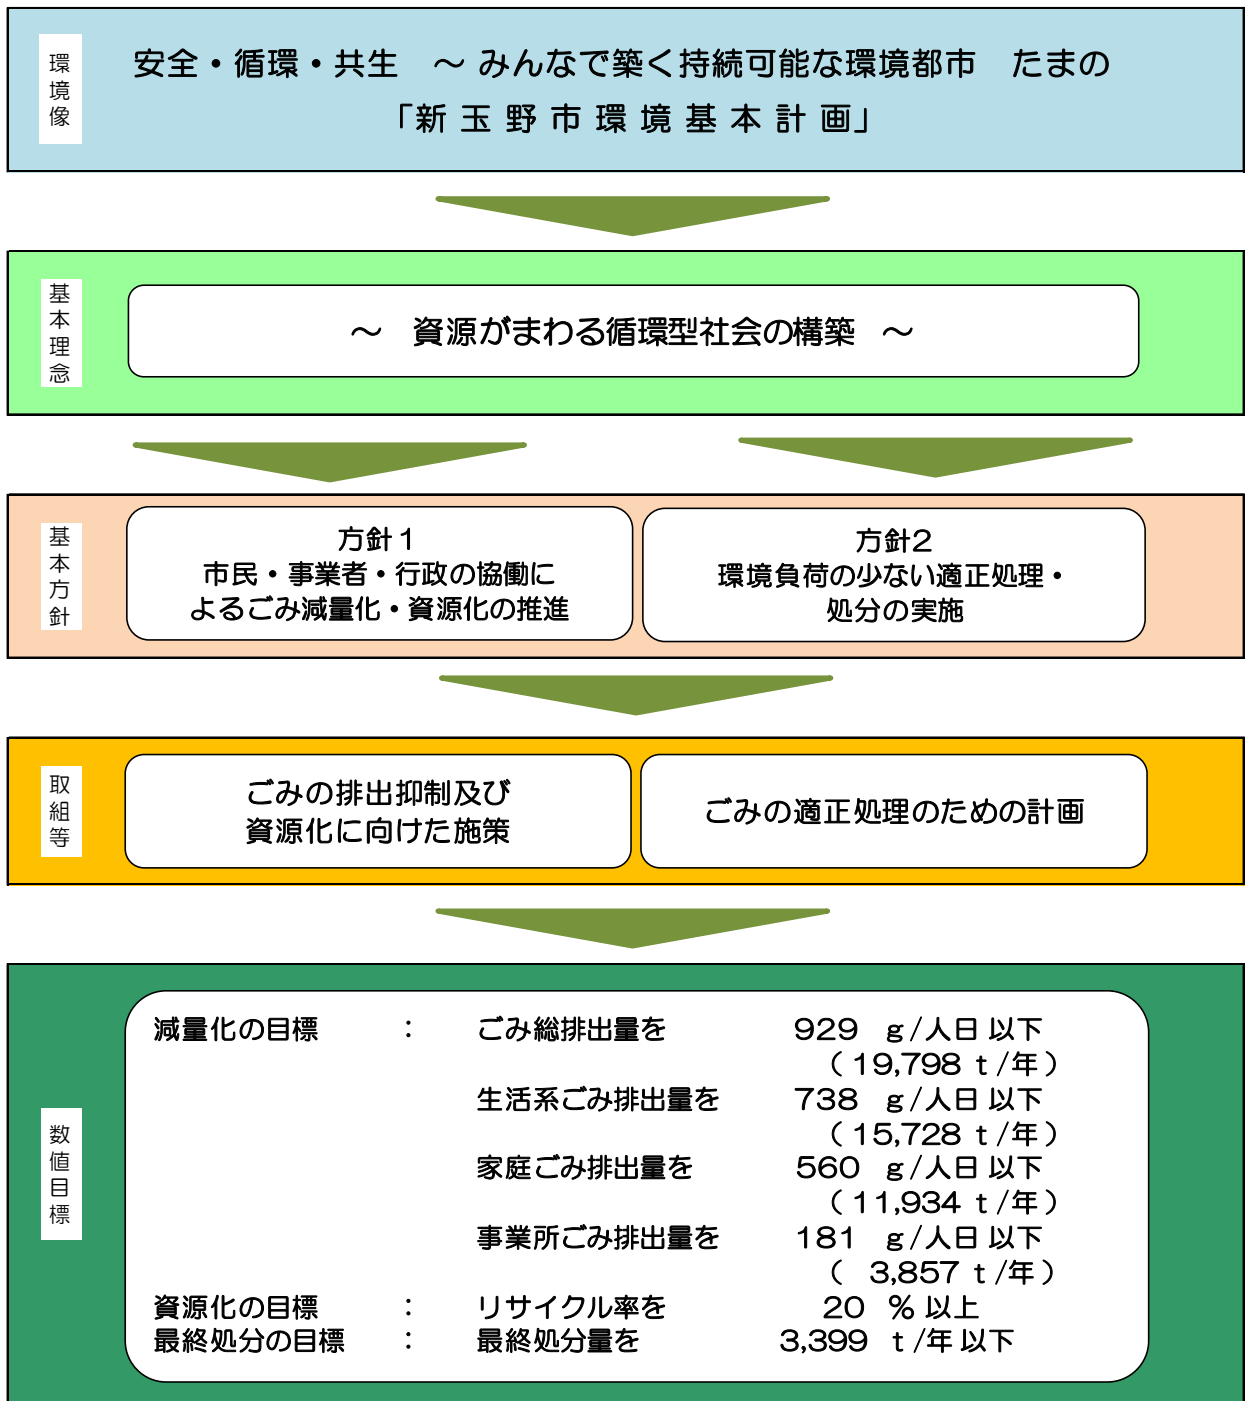 環境像
安全・循環・共生　～ みんなで築く持続可能な環境都市　たまの
「新 玉 野 市 環 境 基 本 計 画」
基本理念
～　資源がまわる循環型社会の構築　～
基本方針
方針１
市民・事業者・行政の協働に
よるごみ減量化・資源化の推進
方針2
環境負荷の少ない適正処理・
処分の実施
取組等
ごみの排出抑制及び
資源化に向けた施策
ごみの適正処理のための計画
数値目標
減量化の目標　：　ごみ総排出量を　929　g/人日 以下
（ 19,798 t /年 ）
生活系ごみ排出量を　738　g/人日 以下
（ 15,728 t /年 ）
家庭ごみ排出量を　560　g/人日 以下
（ 11,934 t /年 ）
事業所ごみ排出量を　181　g/人日 以下
（　3,857 t /年 ）
資源化の目標　：　リサイクル率を　20　% 以上
最終処分の目標　：　最終処分量を　3,399　t /年 以下